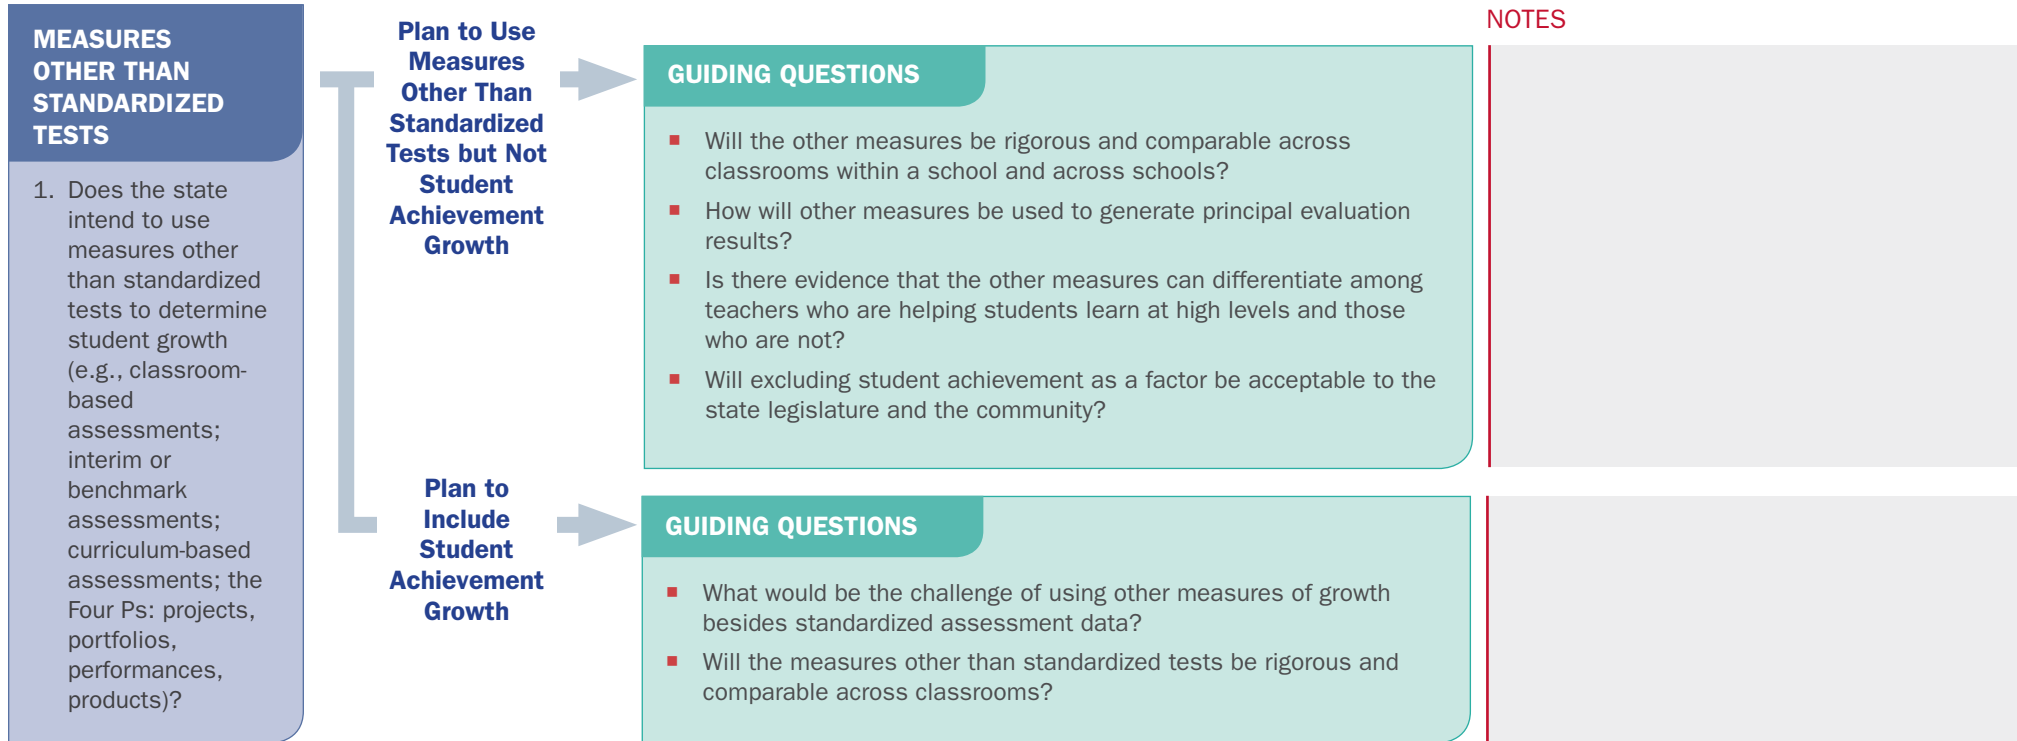 MEASURES
OTHER THAN
STANDARDIZED
TESTS
1. Does the state
intend to use
measures other
than standardized
tests to determine
student growth
(e.g., classroom-
based
assessments;
interim or
benchmark
assessments;
curriculum-based
assessments; the
Four Ps: projects,
portfolios,
performances,
products)?
Plan to Use
Measures
Other Than
Standardized
Tests but Not
Student
Achievement
Growth
GUIDING QUESTIONS
▪ Will the other measures be rigorous and comparable across
classrooms within a school and across schools?
▪ How will other measures be used to generate principal evaluation
results?
▪ Is there evidence that the other measures can differentiate among
teachers who are helping students learn at high levels and those
who are not?
▪ Will excluding student achievement as a factor be acceptable to the
state legislature and the community?
NOTES
Plan to
Include
Student
Achievement
Growth
GUIDING QUESTIONS
▪ What would be the challenge of using other measures of growth
besides standardized assessment data?
▪ Will the measures other than standardized tests be rigorous and
comparable across classrooms?